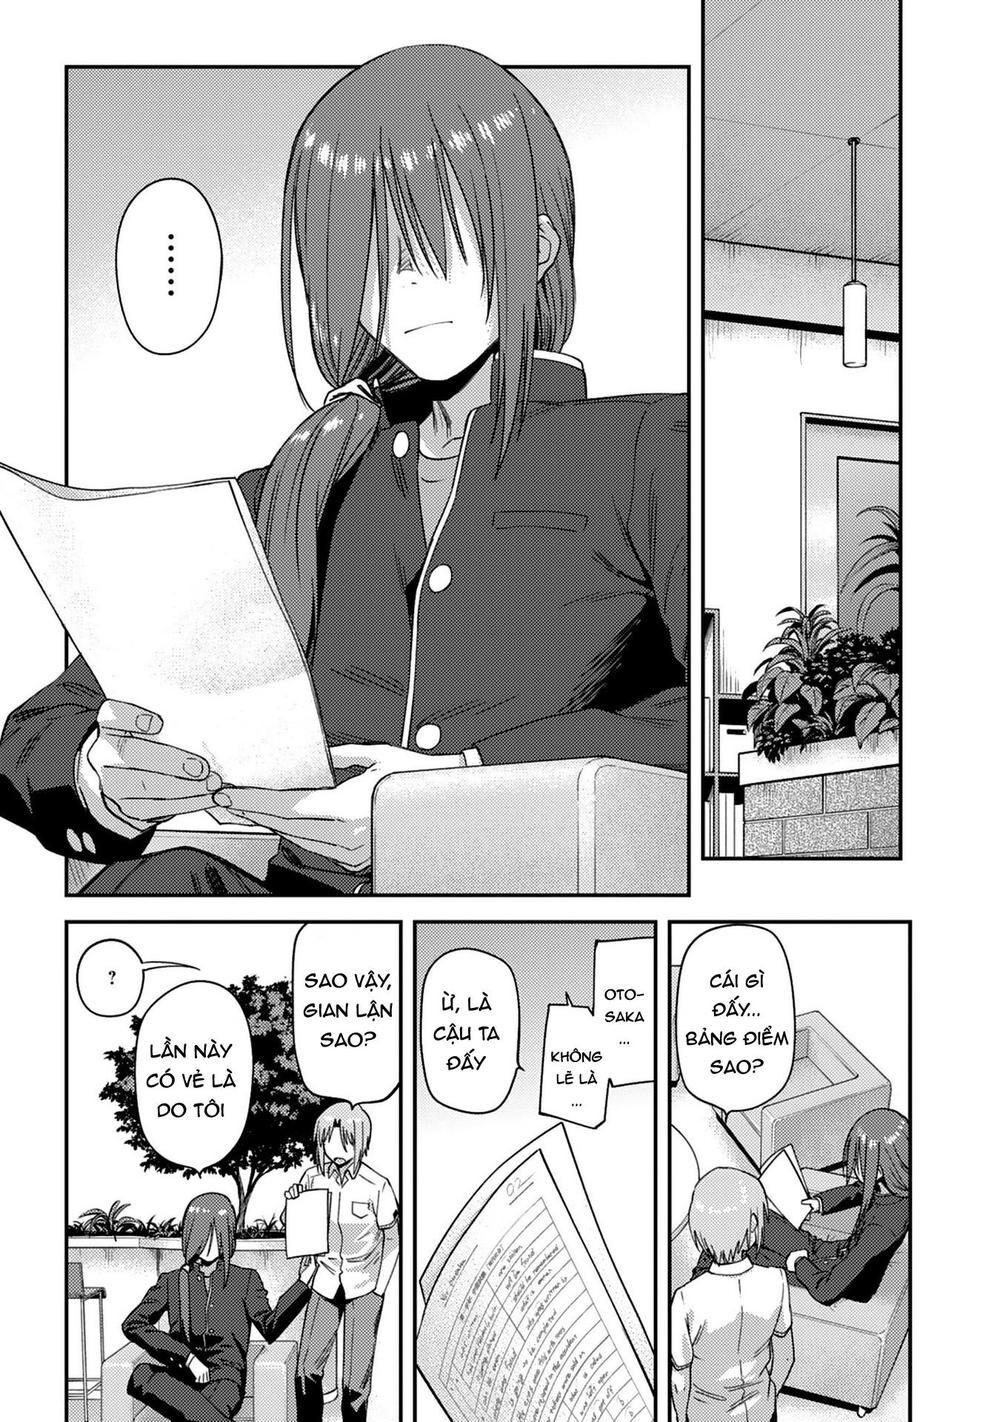 ......
CÁI GÌ
ĐẤY...
BẢNG ĐIỂM
SAO?
OTO-
SAKA
...
KHÔNG
LẼ LÀ
...
Ừ, LÀ
CẬU TA
ĐẤY
02
SAO VẬY,
GIAN LẬN
SAO?
LẦN NÀY
CÓ VẺ LÀ
DO TÔI
?